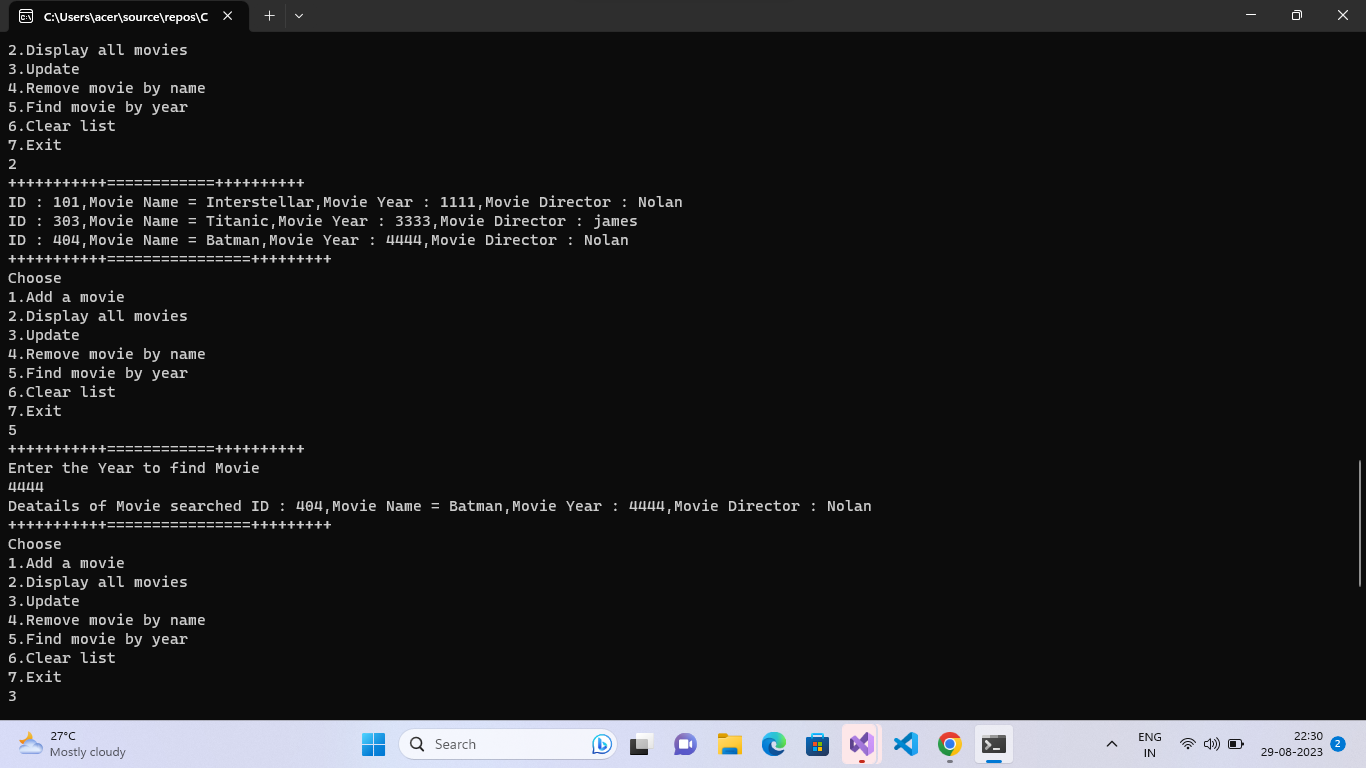 C:\Users\acer\source\repos\C
2.Display all movies
3.Update
4.Remove movie by name
5.Find movie by year
6.Clear list
7.Exit
2
+++++++++++============++++++++++
ID : 101,Movie Name = Interstellar,Movie Year : 1111,Movie Director : Nolan
ID : 303,Movie Name = Titanic,Movie Year : 3333,Movie Director : james
ID : 404,Movie Name = Batman,Movie Year : 4444,Movie Director : Nolan
+++++++++++================+++++++++
Choose
1.Add a movie
2.Display all movies
3.Update
4.Remove movie by name
5.Find movie by year
6.Clear list
7.Exit
5
+++++++++++============++++++++++
Enter the Year to find Movie
4444
Deatails of Movie searched ID : 404,Movie Name = Batman,Movie Year : 4444,Movie Director : Nolan
+++++++++++================+++++++++
Choose
1.Add a movie
2.Display all movies
3.Update
4.Remove movie by name
5.Find movie by year
6.Clear list
7.Exit
3
27°C
Mostly cloudy
Search
ENG
IN
22:30
29-08-2023
2